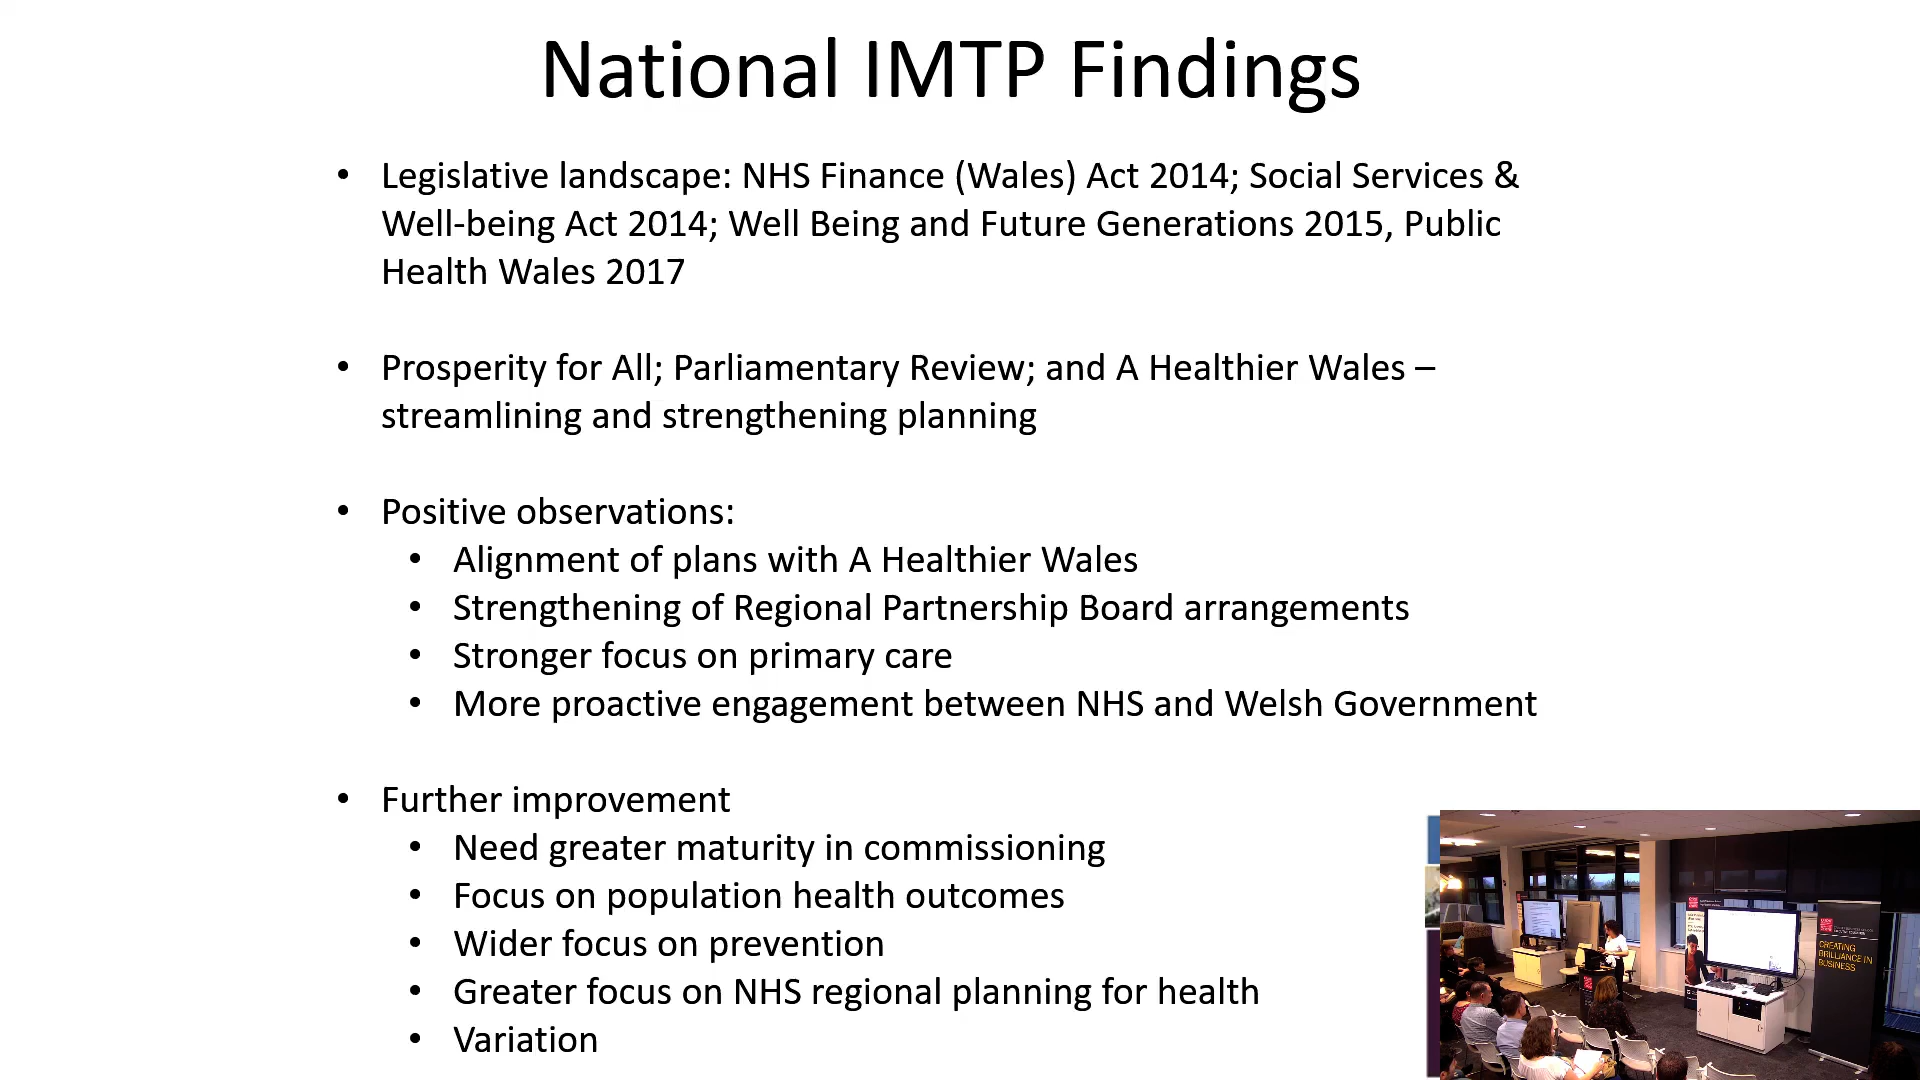 National IMTP Findings
• Legislative landscape: NHS Finance (Wales) Act 2014; Social Services &
Well-being Act 2014; Well Being and Future Generations 2015, Public
Health Wales 2017
• Prosperity for All; Parliamentary Review; and A Healthier Wales –
streamlining and strengthening planning
• Positive observations:
• Alignment of plans with A Healthier Wales
• Strengthening of Regional Partnership Board arrangements
• Stronger focus on primary care
• More proactive engagement between NHS and Welsh Government
• Further improvement
• Need greater maturity in commissioning
• Focus on population health outcomes
• Wider focus on prevention
• Greater focus on NHS regional planning for health
• Variation
CREATING
BRILLIANCE IN
BUSINESS